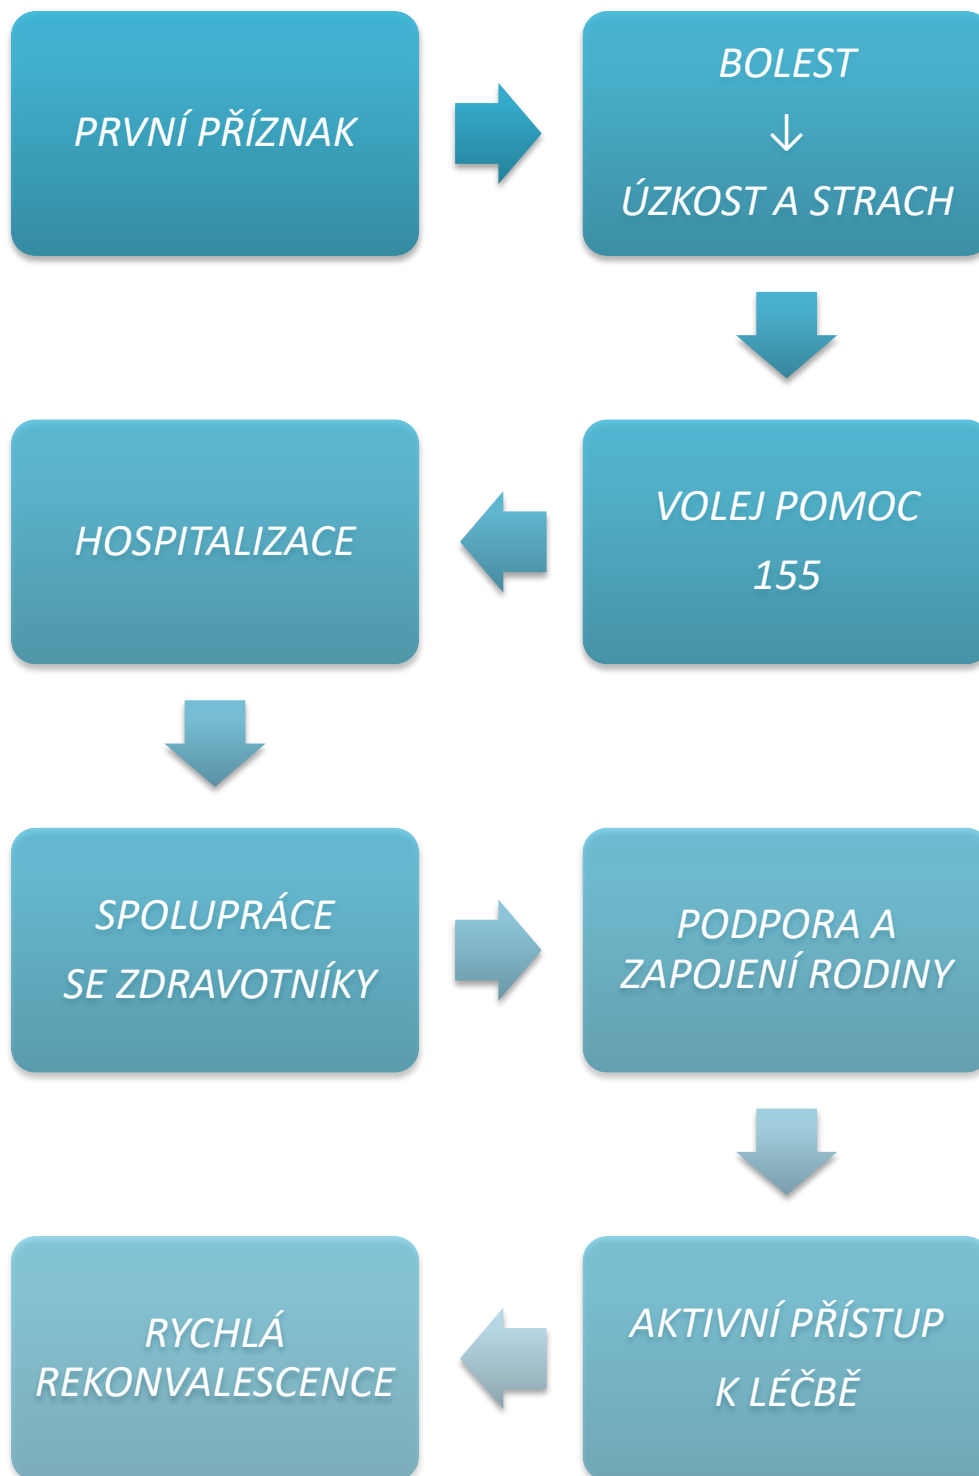 PRVNÍ PŘÍZNAK
BOLEST
↓
ÚZKOST A STRACH
VOLEJ POMOC
155
HOSPITALIZACE
SPOLUPRÁCE
SE ZDRAVOTNÍKY
PODPORA A
ZAPOJENÍ RODINY
AKTIVNÍ PŘÍSTUP
K LÉČBĚ
RYCHLÁ
REKONVALESCENCE